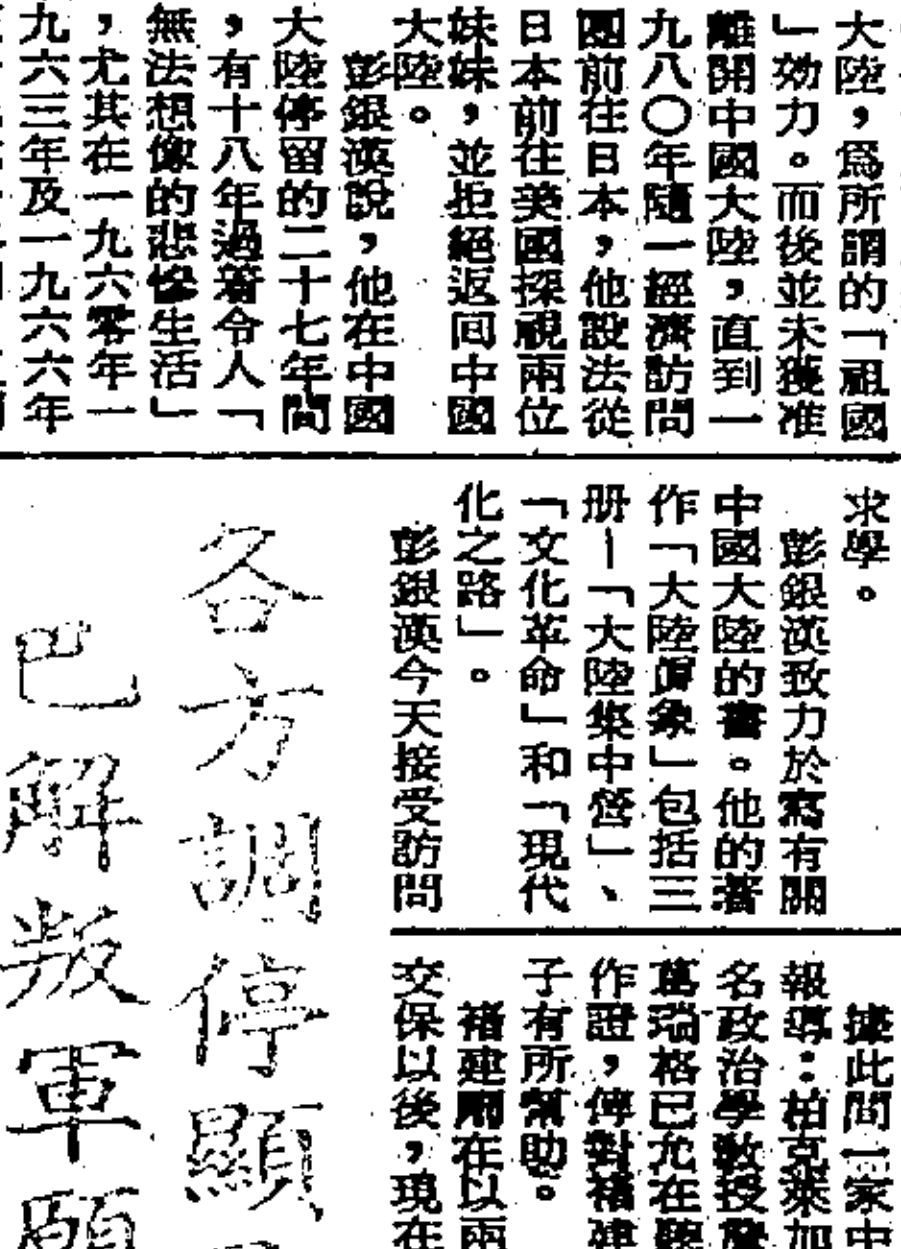 大陸，爲所謂的「祖國
」効力。而後並未獲准
離開中國大陸，直到一
九八〇年隨一經濟訪問
團前往日本，他設法從
日本前往美國探視兩位
妹妹，並拒絕返回中國
大陸。
彭銀漢說，他在中國
大陸停留的二十七年間
，有十八年過着令人「
無法想像的悲慘生活」
，尤其在一九六零年一
九六三年及一九六六年
求學。
彭銀漢致力於寫有關
中國大陸的書。他的著
作「大陸眞象」包括三
册—「大陸集中營」、
「文化革命」和「現代
化之路」。
彭銀漢今天接受訪問
據此間一家中
報導：柏克萊加
名政治學教授詹
萬瑞格已允在聽
作證，傳對褚建
子有所幫助。
褚建剛在以兩
交保以後，現在
各方調停顯
巴解叛軍願